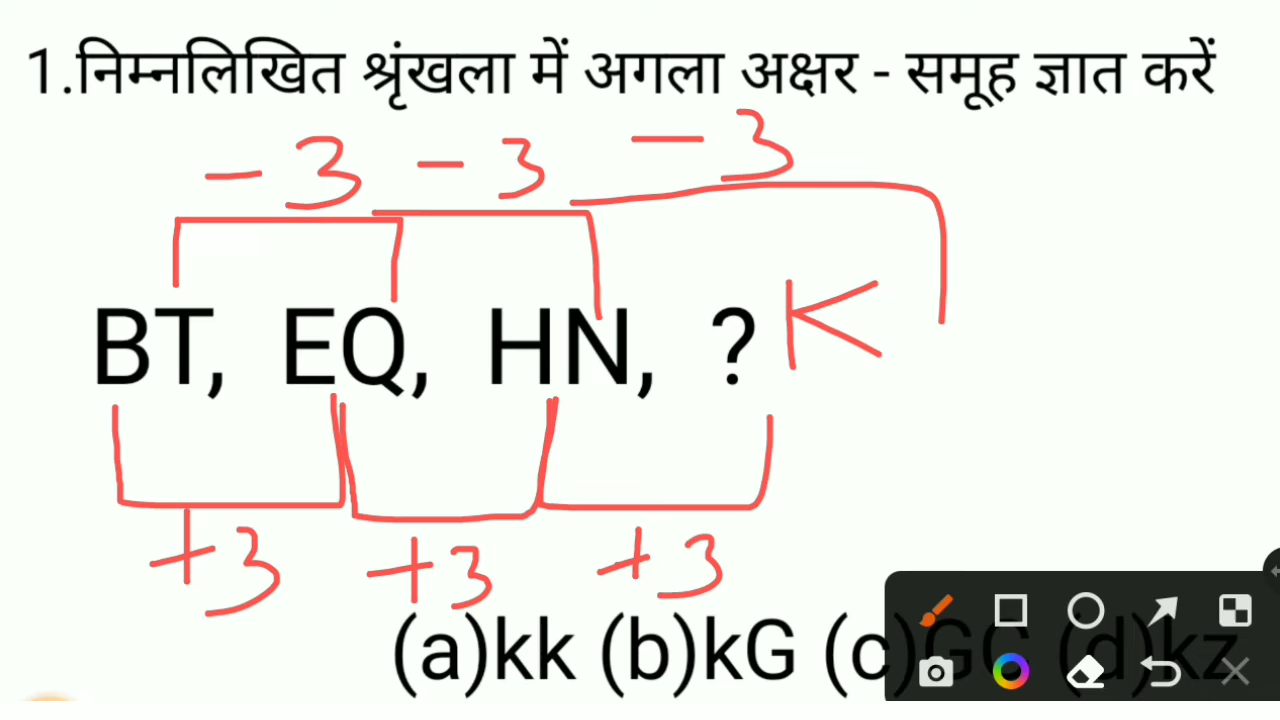 1.निम्नलिखित श्रृंखला में अगला अक्षर - समूह ज्ञात करें
- 3 - 3 - 3
BT, EQ, HN, ? K
+3 +3 +3
(a)kk (b)kG (c)GC (d)kz